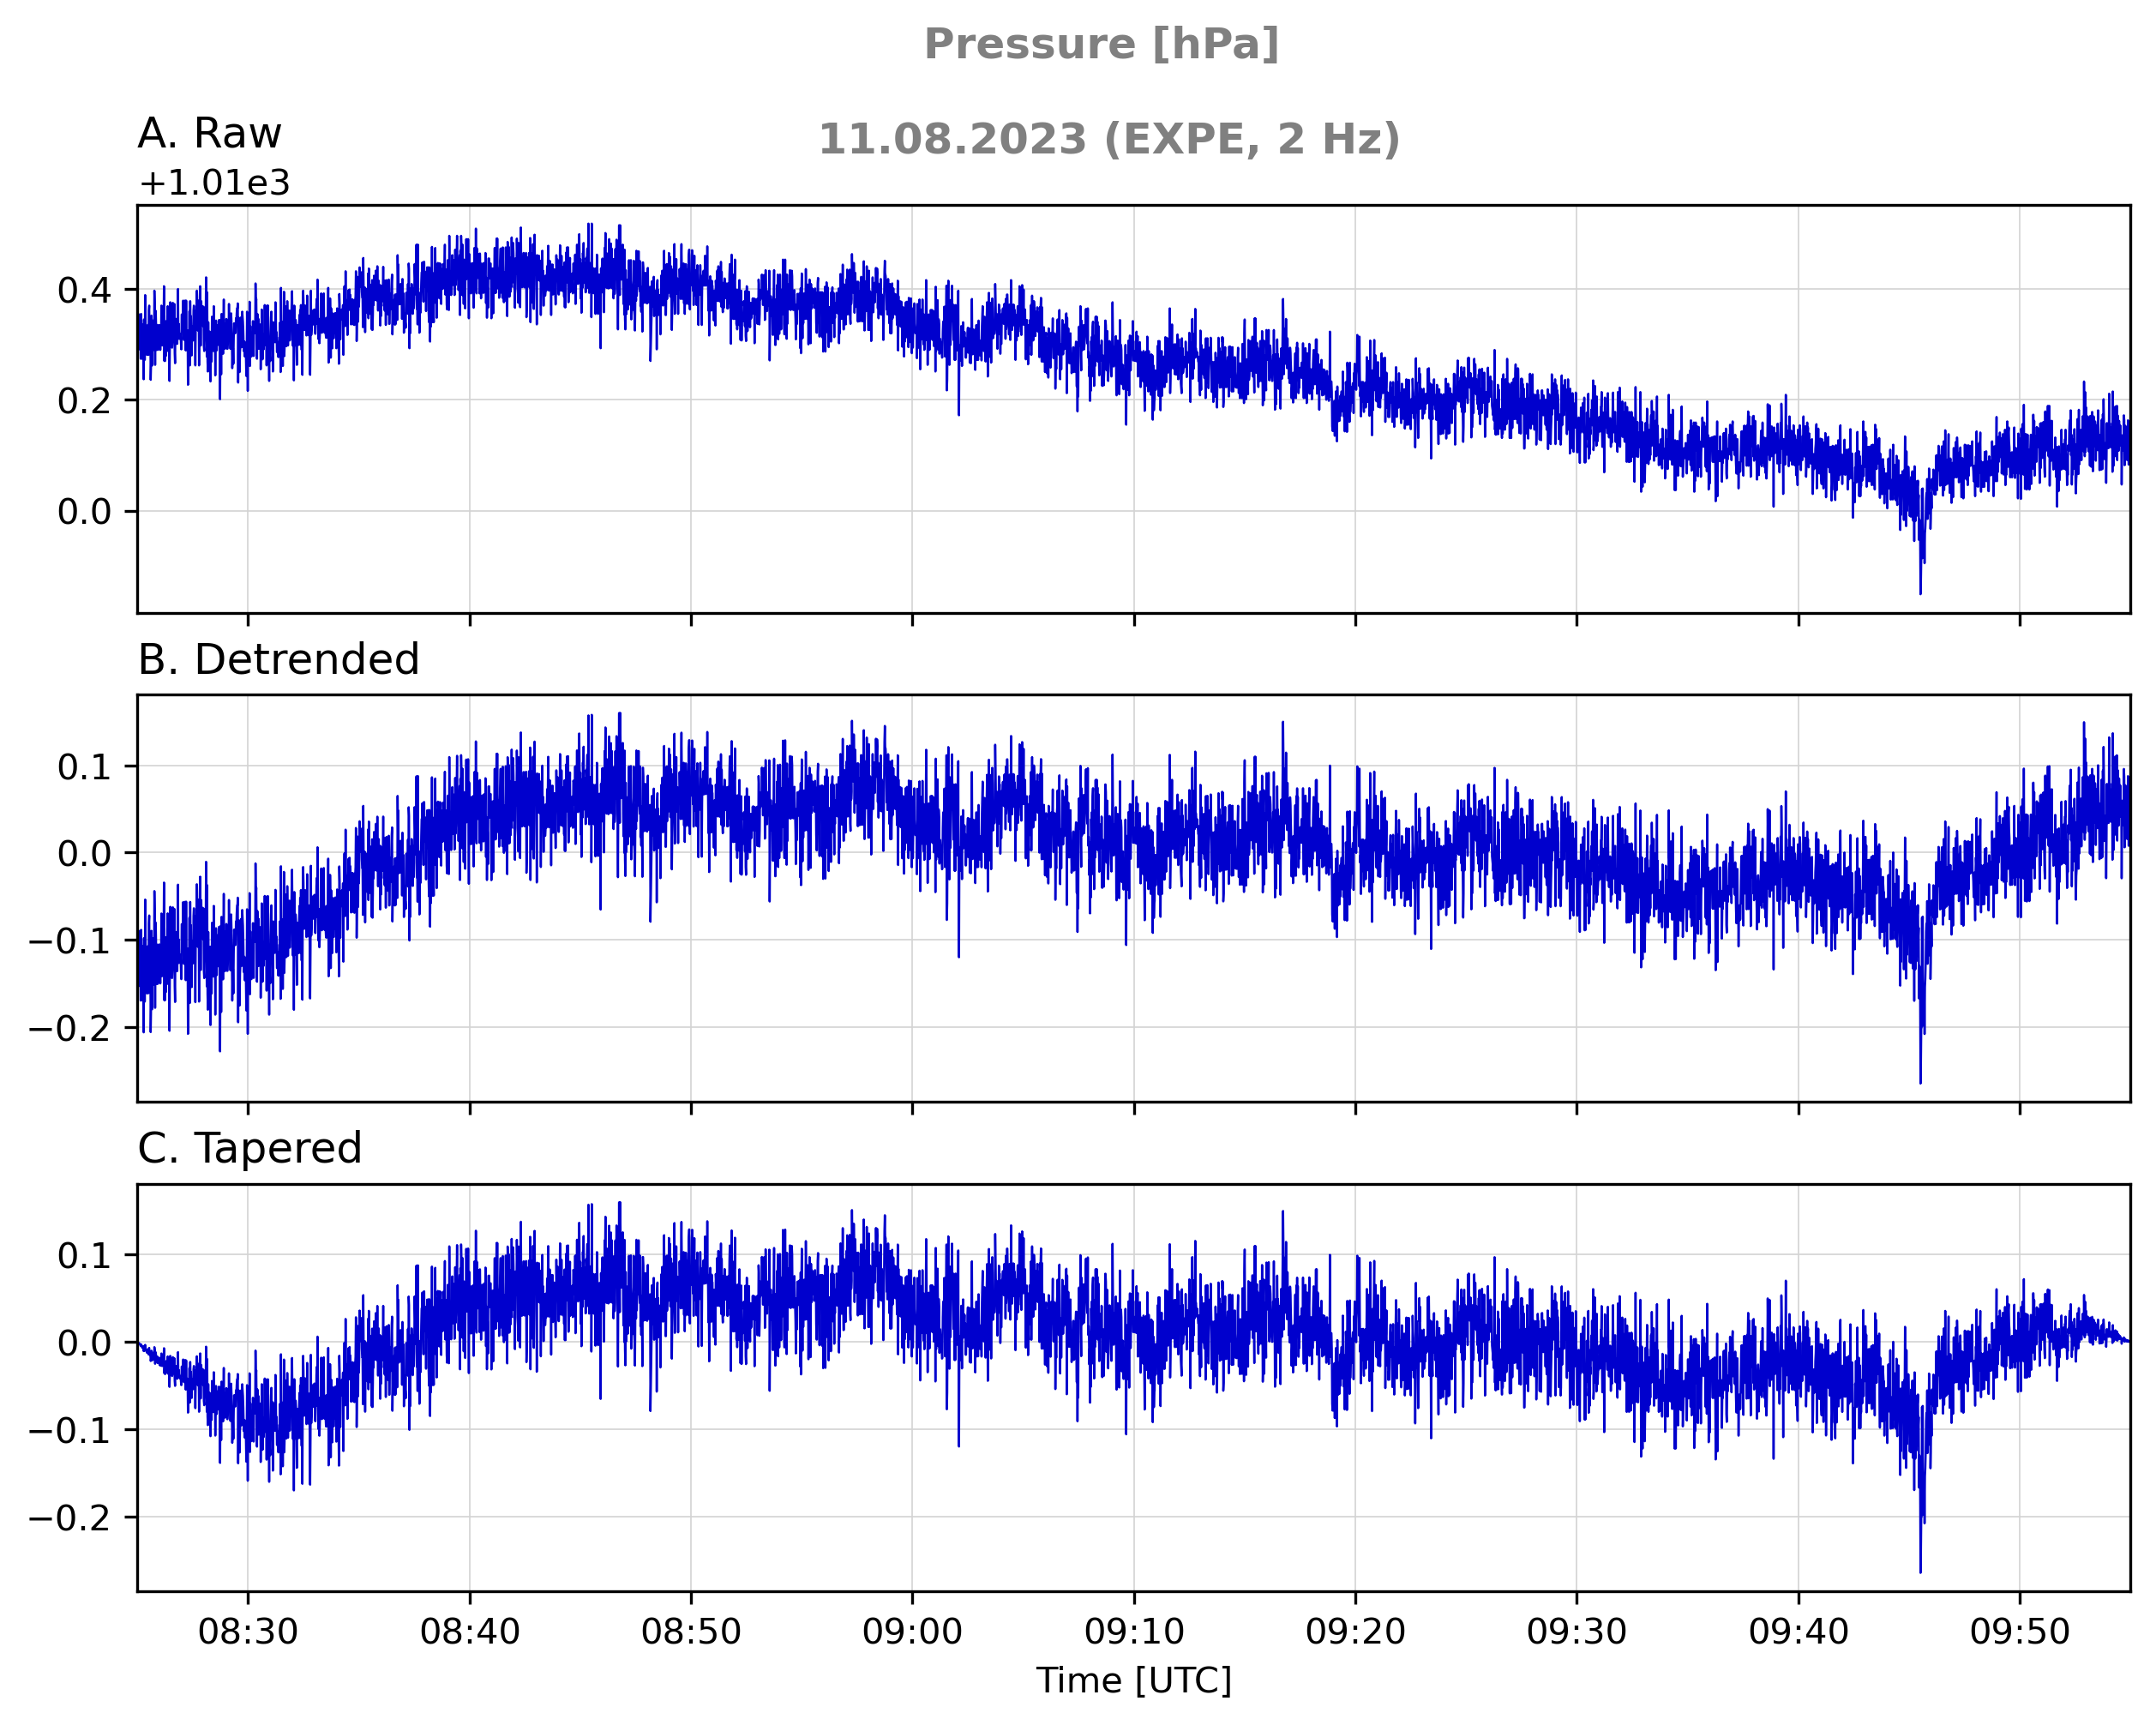 Pressure [hPa]
11.08.2023 (EXPE, 2 Hz)
A. Raw
+1.01e3
0.4
0.2
0.0
B. Detrended
0.1
0.0
−0.1
−0.2
C. Tapered
0.1
0.0
−0.1
−0.2
08:30 08:40 08:50 09:00 09:10 09:20 09:30 09:40 09:50
Time [UTC]